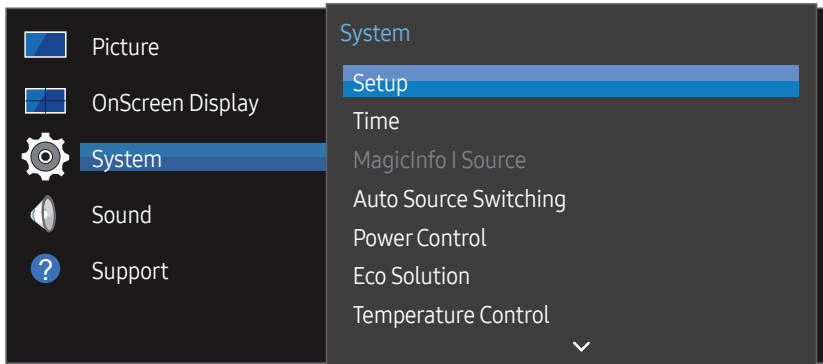 Picture
OnScreen Display
System
Sound
?
Support
System
Setup
Time
MagicInfo I Source
Auto Source Switching
Power Control
Eco Solution
Temperature Control